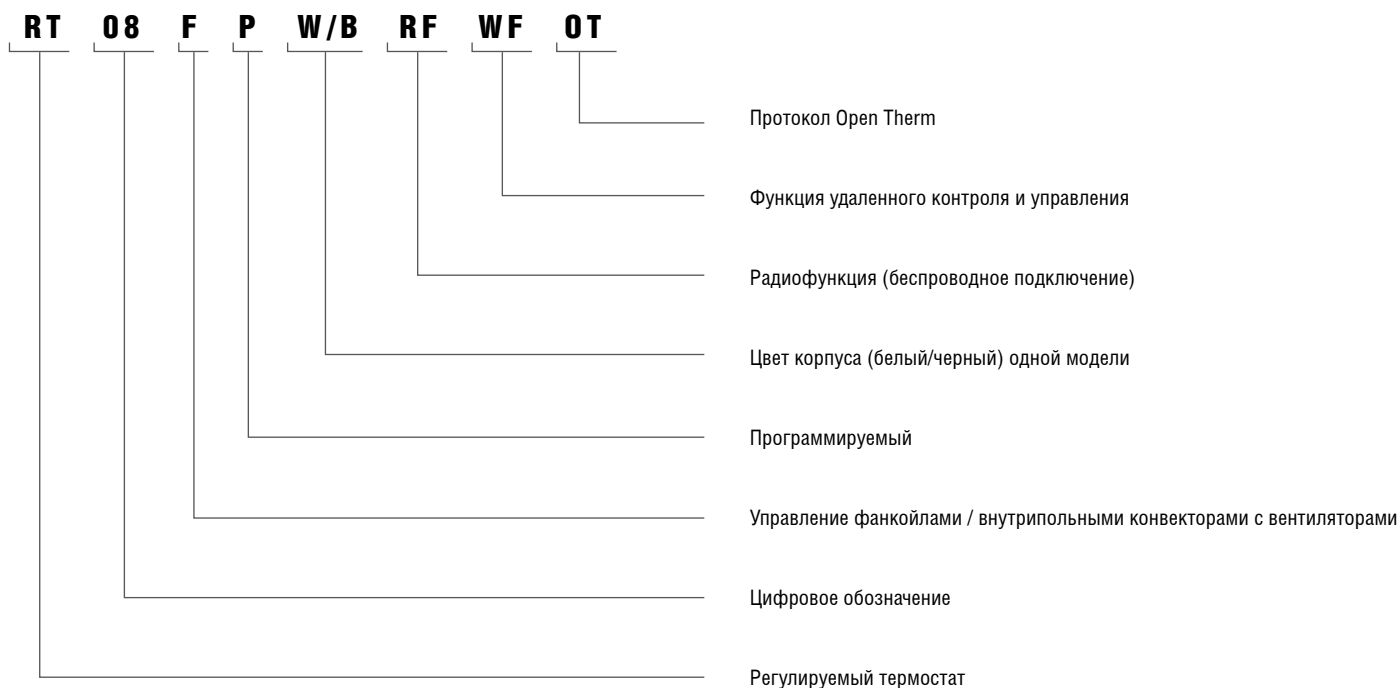 RT 08 F P W/B RF WF OT
Протокол Open Therm
Функция удаленного контроля и управления
Радиофункция (беспроводное подключение)
Цвет корпуса (белый/черный) одной модели
Программируемый
Управление фанкойлами / внутрипольными конвекторами с вентиляторами
Цифровое обозначение
Регулируемый термостат